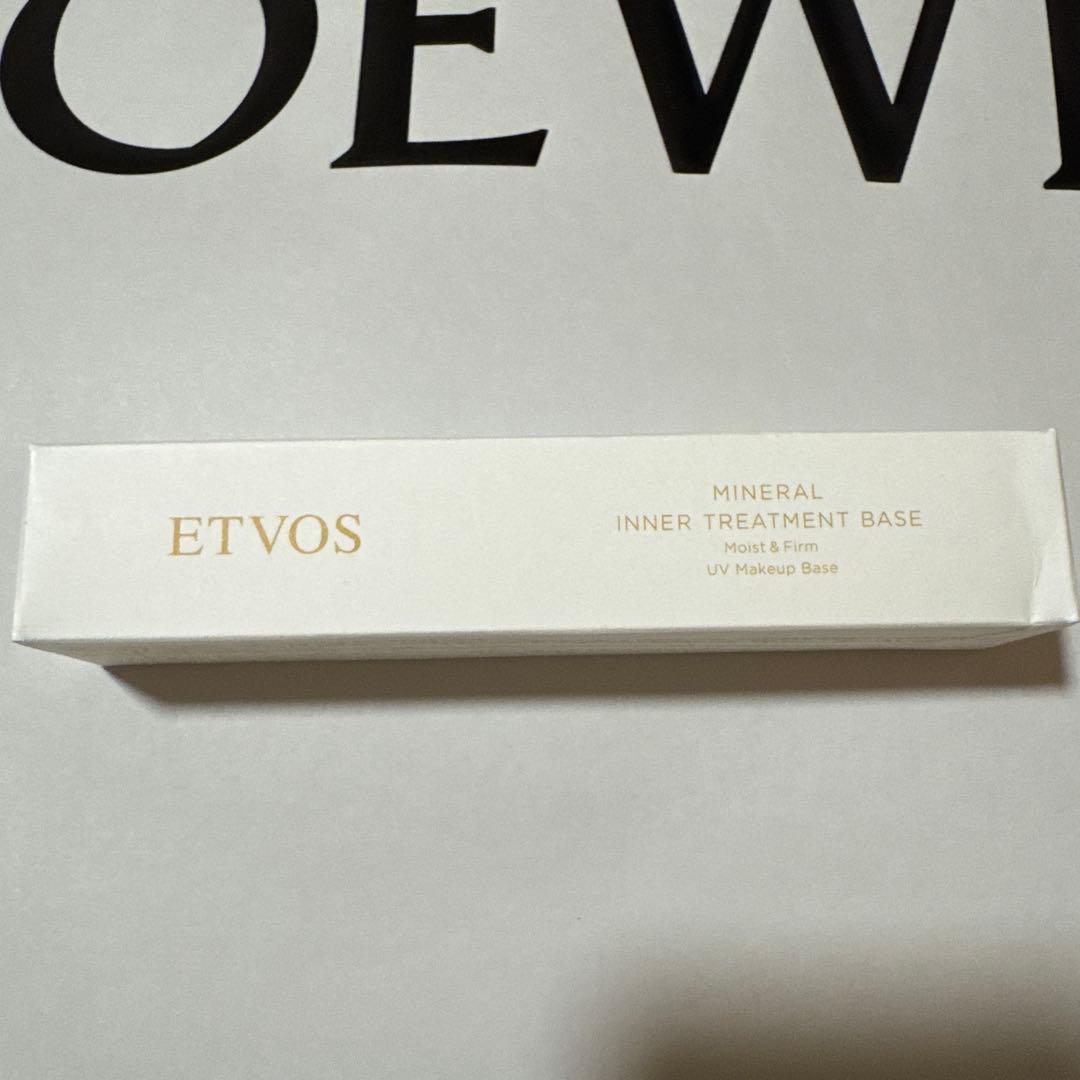 OEW
ETVOS
MINERAL
INNER TREATMENT BASE
Moist & Firm
UV Makeup Base